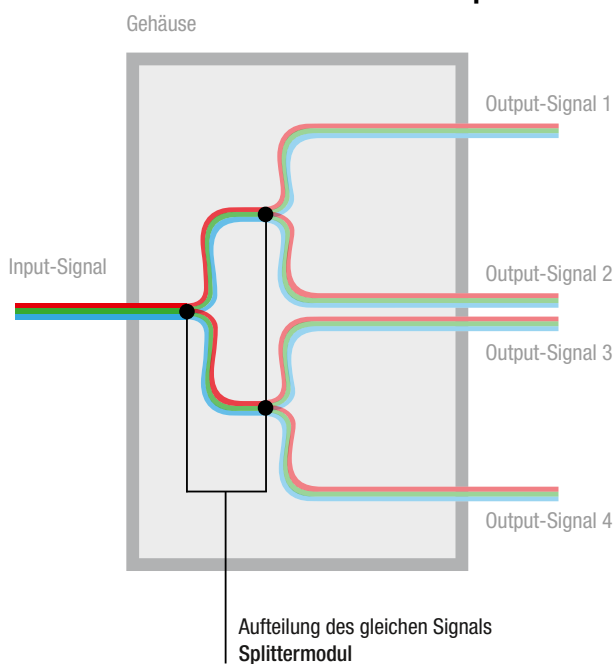 Gehäuse
Output-Signal 1
Input-Signal
Output-Signal 2
Output-Signal 3
Output-Signal 4
Aufteilung des gleichen Signals
Splittermodul